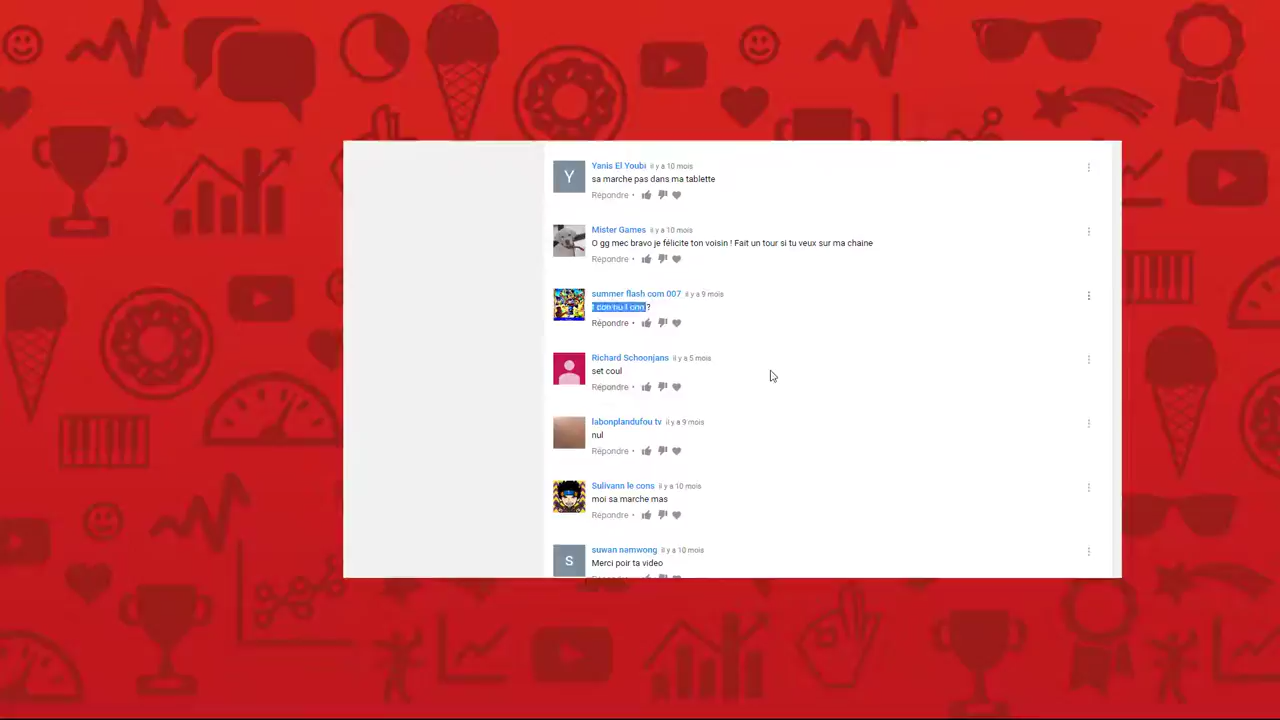 Yanis El Youbi il y a 10 mois
Y
sa marche pas dans ma tablette
Répondre •
Mister Games il y a 10 mois
O gg mec bravo je félicite ton voisin ! Fait un tour si tu veux sur ma chaine
Répondre •
summer flash com 007 il y a 9 mois
?
Répondre •
Richard Schoonjans il y a 5 mois
set coul
Répondre •
labonplandufou tv il y a 9 mois
nul
Répondre •
Sulivann le cons il y a 10 mois
moi sa marche mas
Répondre •
suwan namwong il y a 10 mois
S
Merci poir ta video